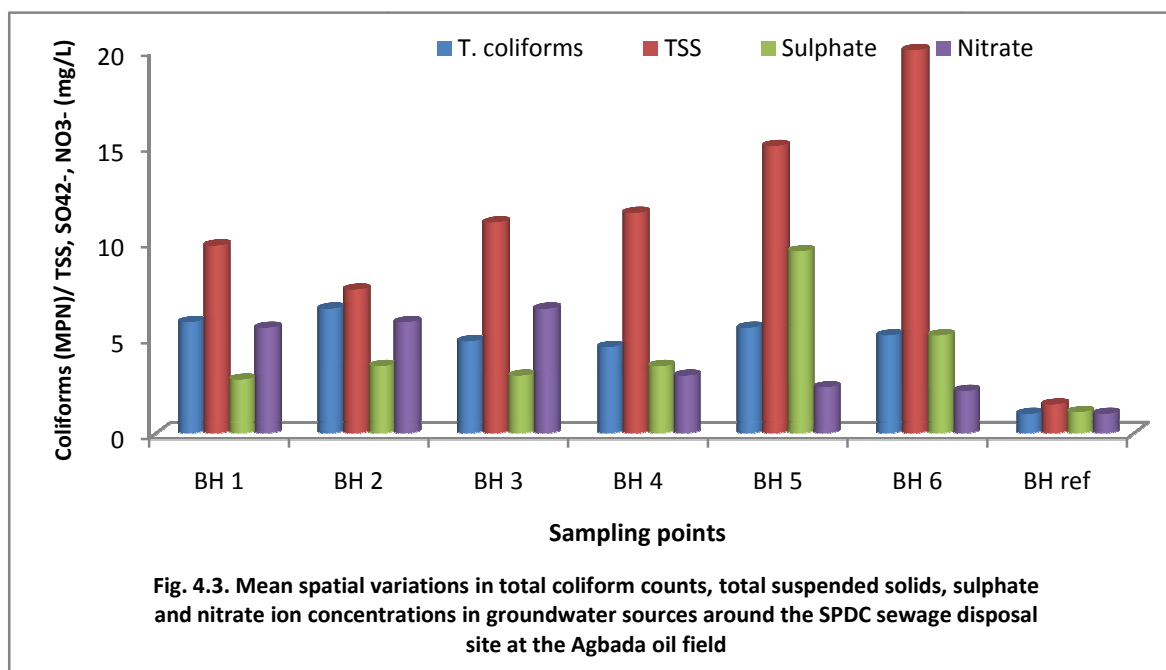 Coliforms (MPN)/ TSS, SO42-, NO3- (mg/L)
T. coliforms TSS Sulphate Nitrate
20
15
10
5
0
BH 1 BH 2 BH 3 BH 4 BH 5 BH 6 BH ref
Sampling points
Fig. 4.3. Mean spatial variations in total coliform counts, total suspended solids, sulphate
and nitrate ion concentrations in groundwater sources around the SPDC sewage disposal
site at the Agbada oil field